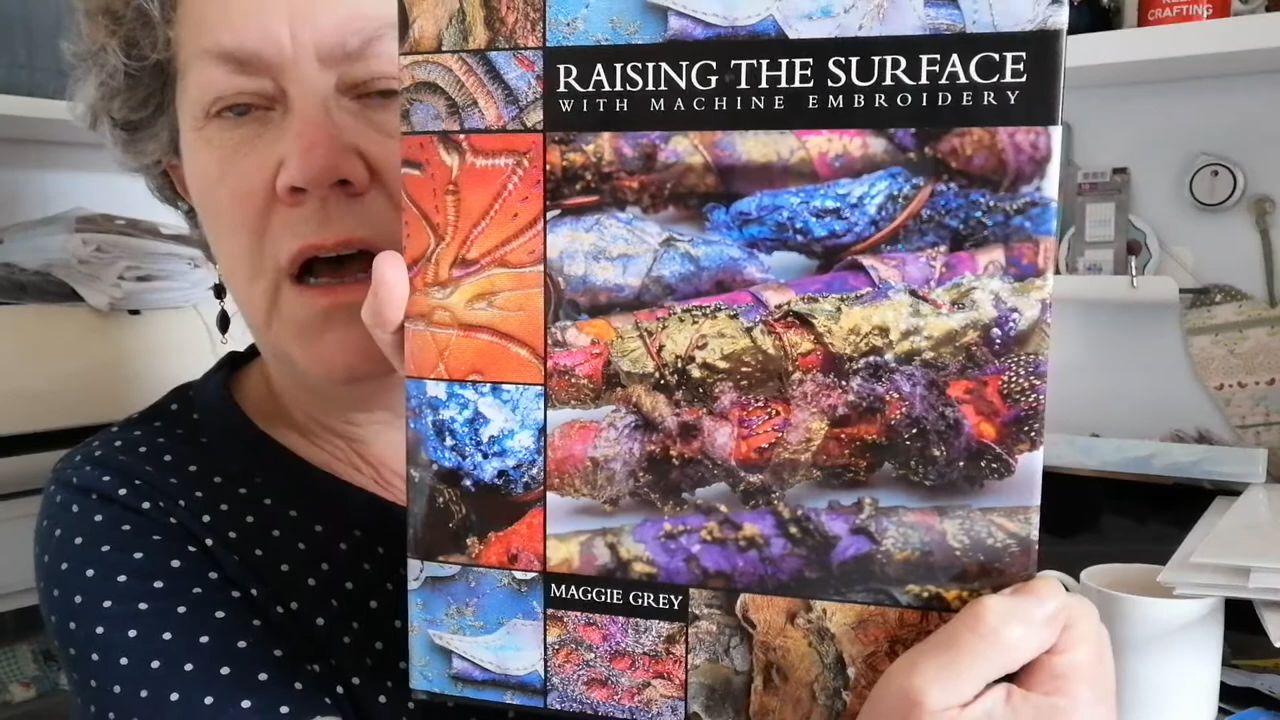 CRAFTING
RAISING THE SURFACE
WITH MACHINE EMBROIDERY
MAGGIE GREY